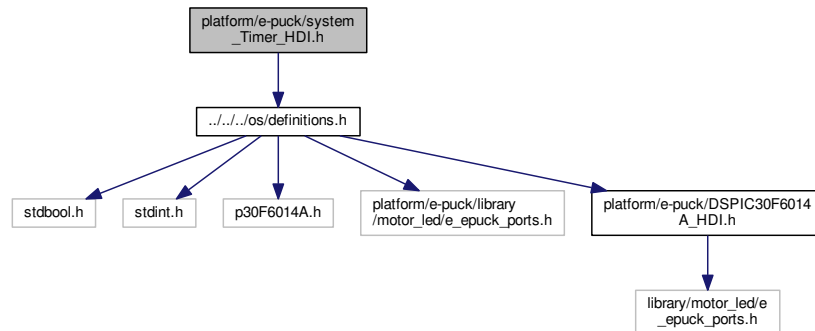 platform/e-puck/system
_Timer_HDI.h
../../../os/definitions.h
stdbool.h
stdint.h
p30F6014A.h
platform/e-puck/library
/motor_led/e_epuck_ports.h
platform/e-puck/DSPIC30F6014
A_HDI.h
library/motor_led/e
_epuck_ports.h